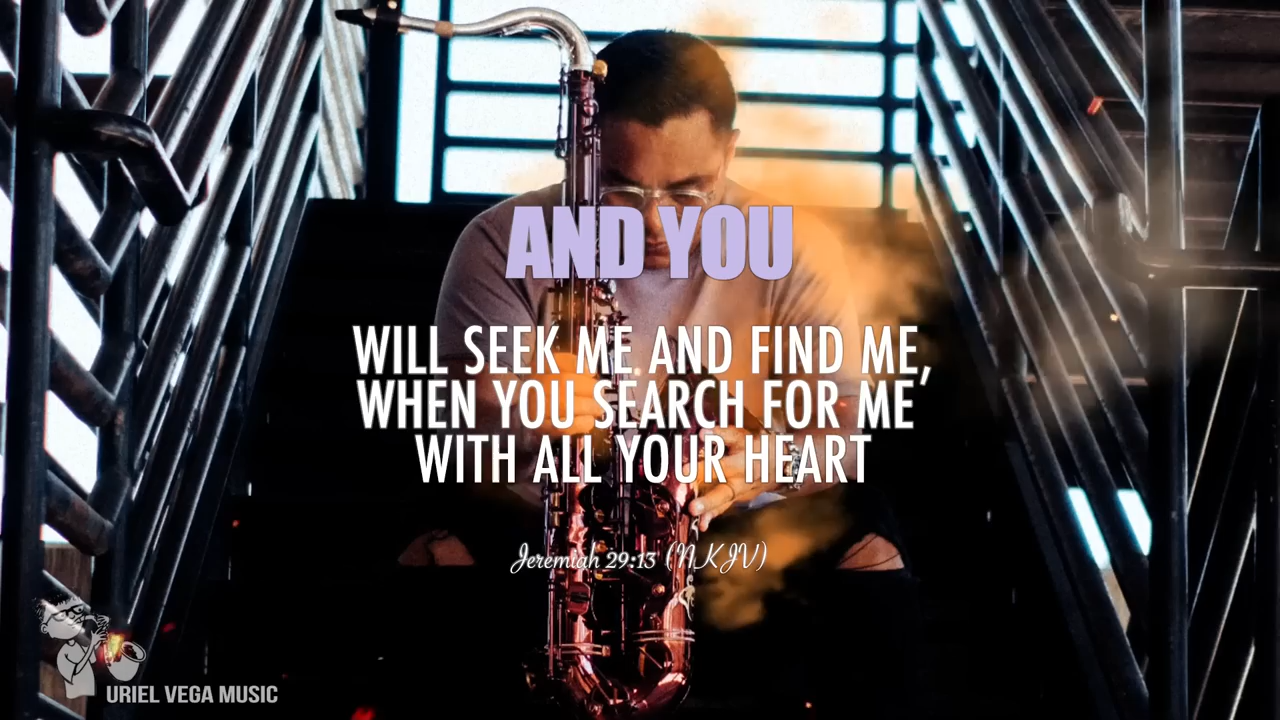 AND YOU
WILL SEEK ME AND FIND ME,
WHEN YOU SEARCH FOR ME
WITH ALL YOUR HEART
Jeremiah 29:13 (NKJV)
URIEL VEGA MUSIC